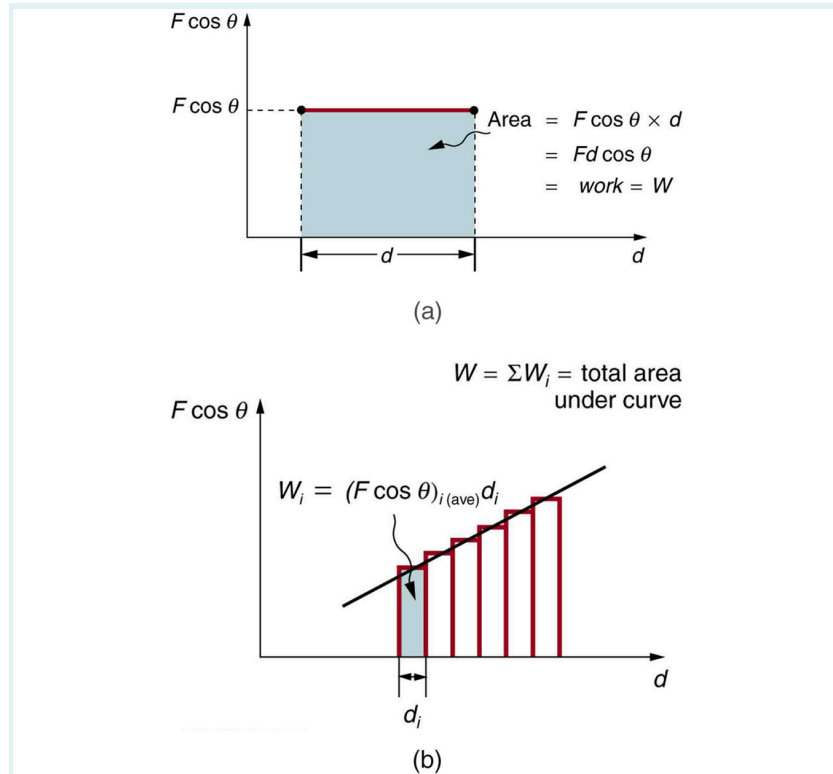 F cos θ
F cos θ
Area = F cos θ × d
= Fd cos θ
= work = W
d
d
(a)
W = ΣWᵢ = total area
under curve
F cos θ
Wᵢ = (F cos θ)ᵢ₍ₐᵥₑ₎dᵢ
d
dᵢ
(b)